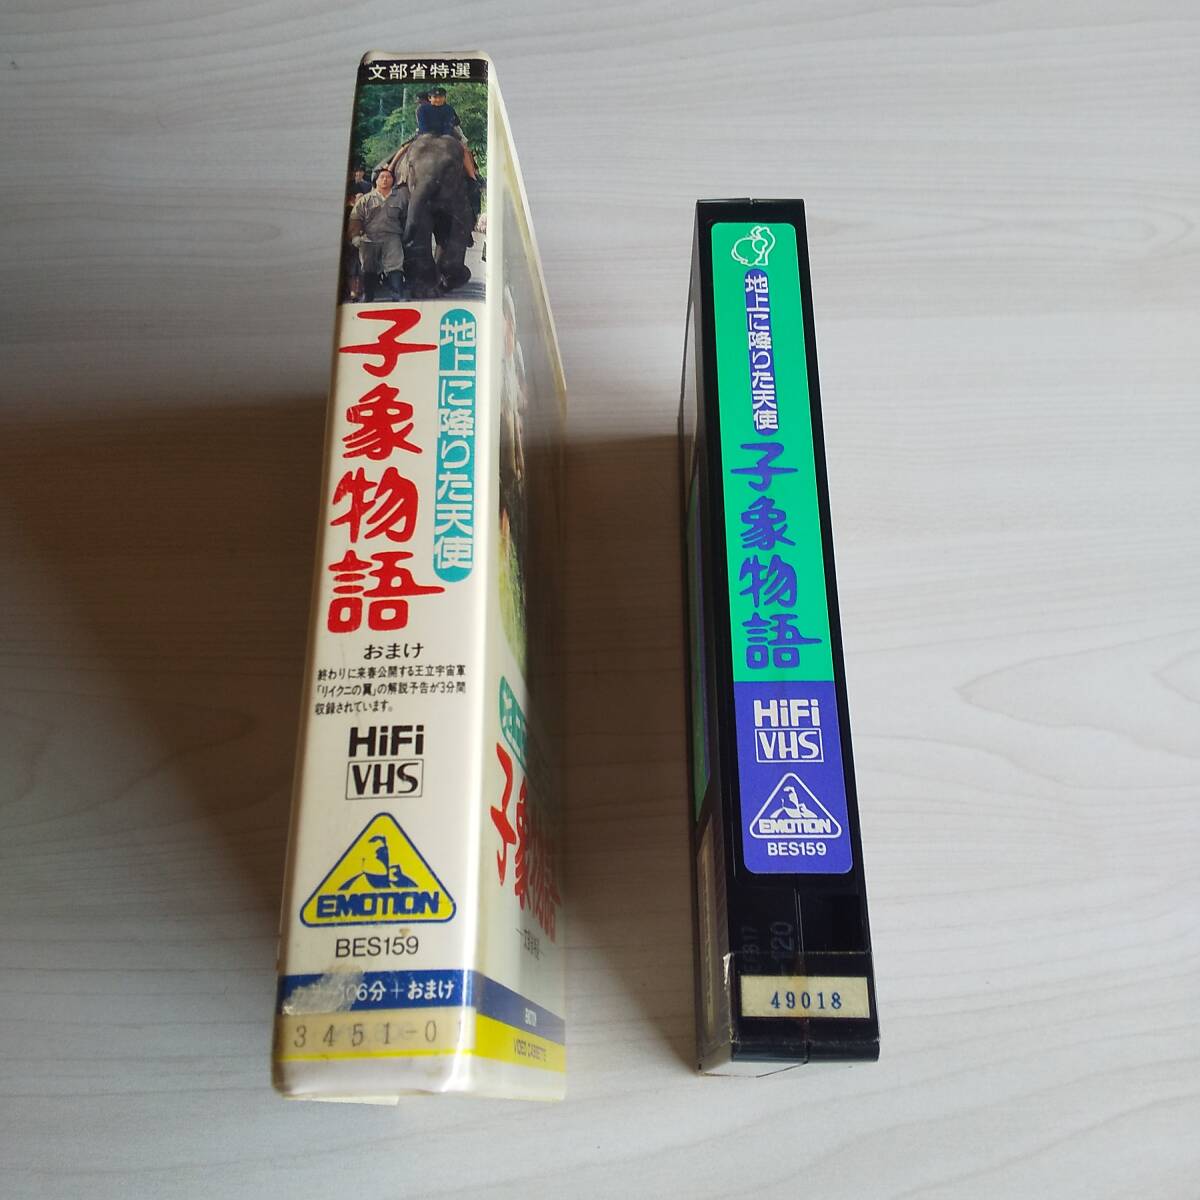 文部省特選
地上に降りた天使
子象物語
おまけ
終わりに来春公開する王立宇宙軍
「リイクニの翼」の解説予告が3分間
収録されています。
HiFi
VHS
EMOTION
BES159
06分+おまけ
3451-0
子象物語
VIDEO CASSETTE
地上に降りた天使
子象物語
HiFi
VHS
EMOTION
BES159
120
49018